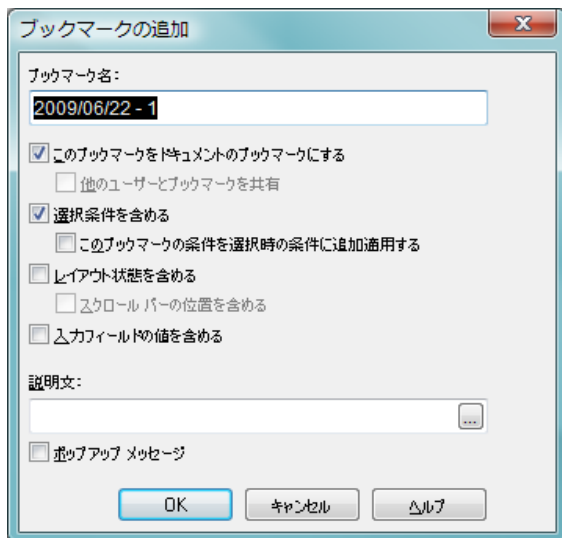 ブックマークの追加
ブックマーク名:
2009/06/22 - 1
このブックマークをドキュメントのブックマークにする
他のユーザーとブックマークを共有
選択条件を含める
このブックマークの条件を選択時の条件に追加適用する
レイアウト状態を含める
スクロール バーの位置を含める
入力フィールドの値を含める
説明文:
...
ポップアップ メッセージ
OK
キャンセル
ヘルプ